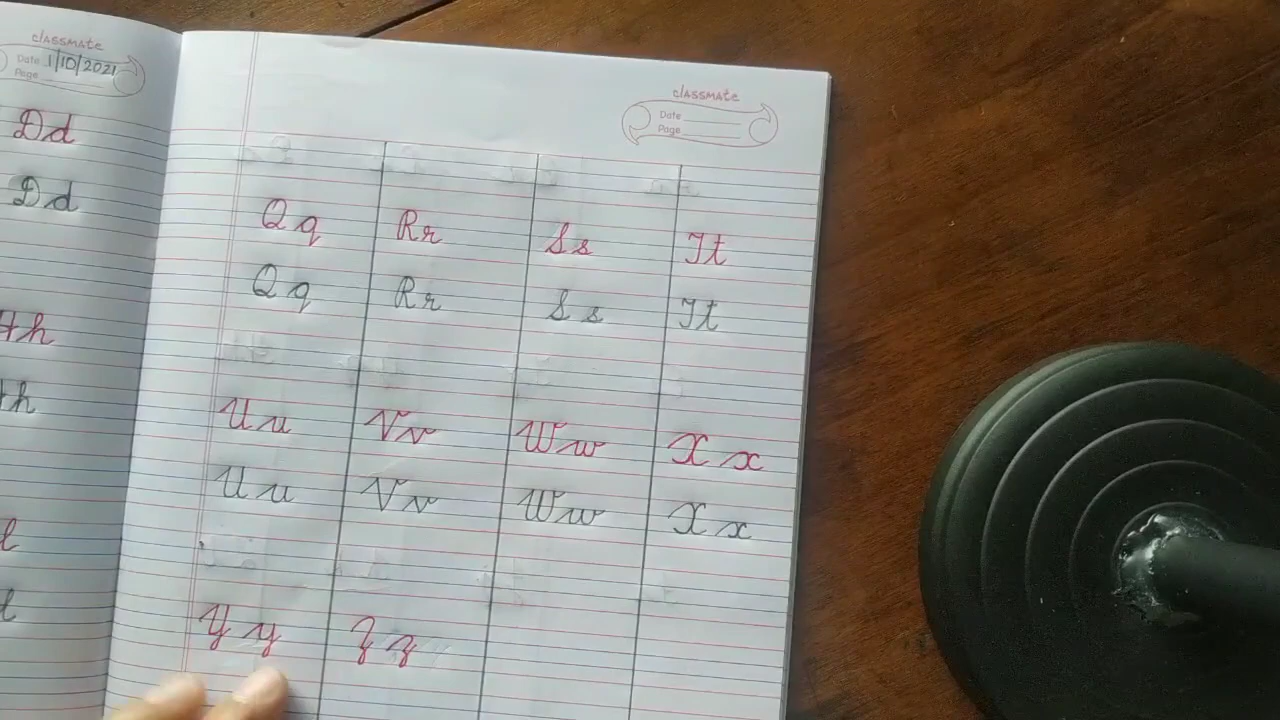 classmate
Date 1/10/2021
Page
Dd
Dd
h
h
l
l
classmate
Date
Page
Qq Rr Ss Tt
Qq Rr Ss Tt
Uu Vv Ww Xx
Uu Vv Ww Xx
Yy Zz